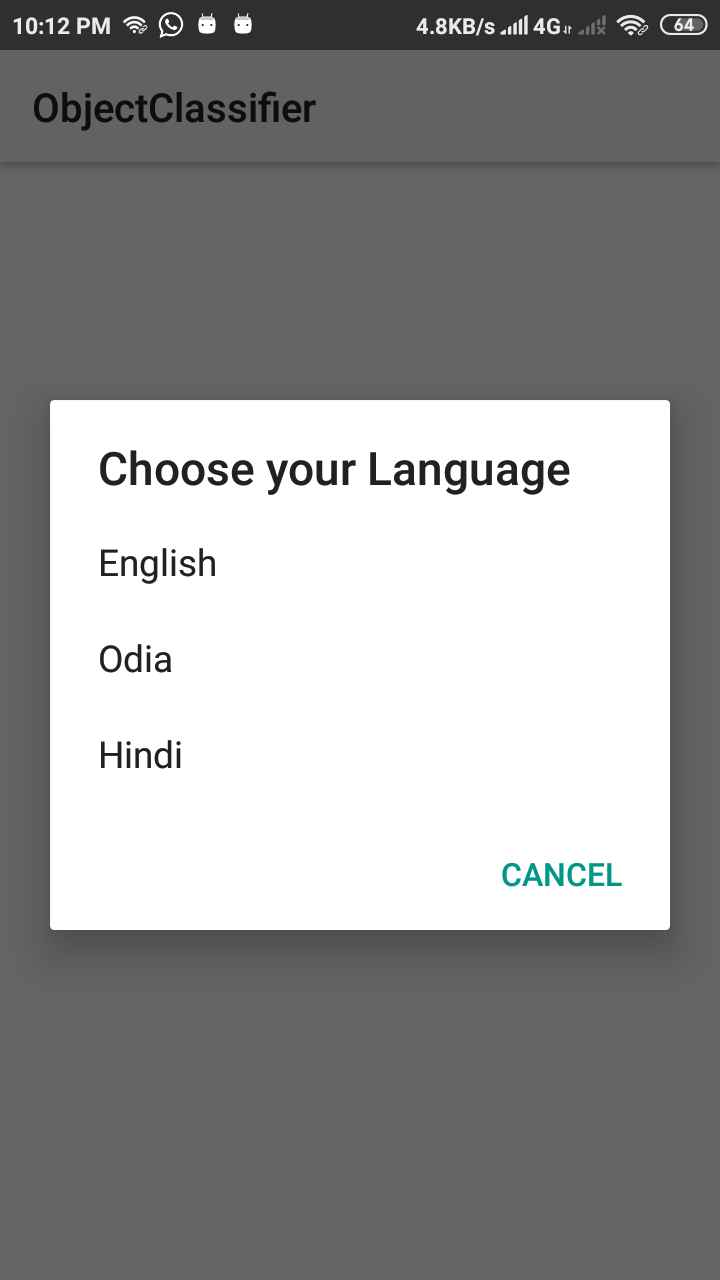 10:12 PM 4.8KB/s 4G 64
ObjectClassifier
Choose your Language
English
Odia
Hindi
CANCEL